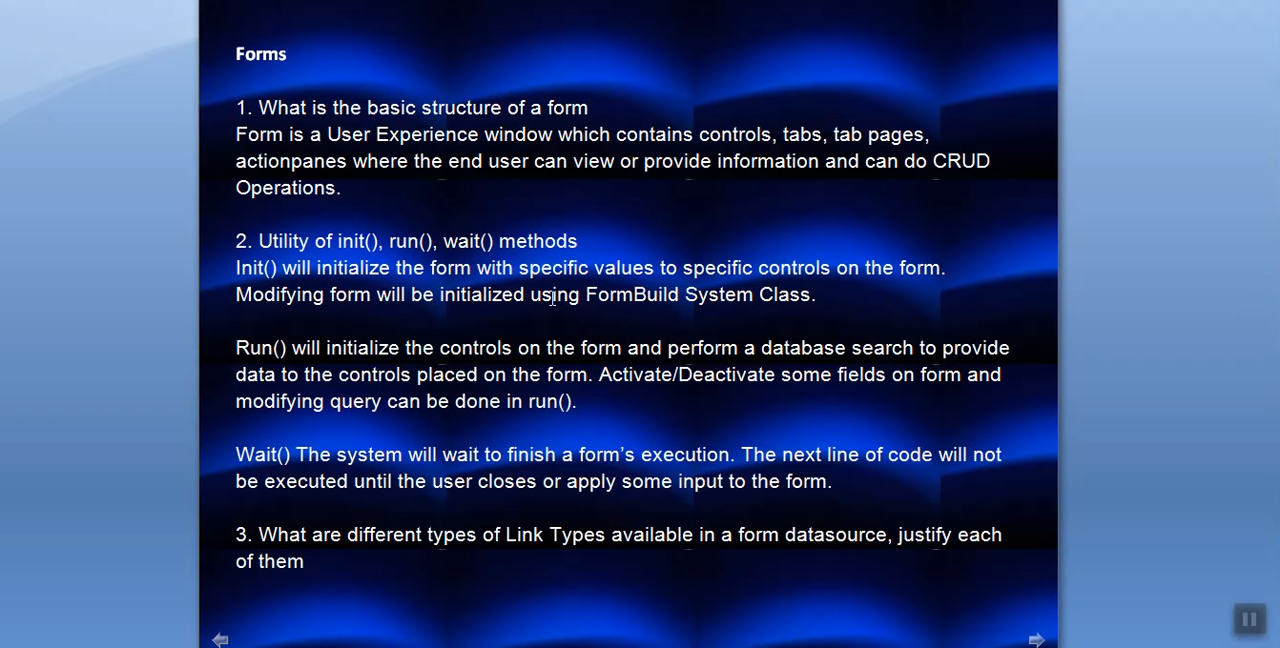 Forms
1. What is the basic structure of a form
Form is a User Experience window which contains controls, tabs, tab pages,
actionpanes where the end user can view or provide information and can do CRUD
Operations.
2. Utility of init(), run(), wait() methods
Init() will initialize the form with specific values to specific controls on the form.
Modifying form will be initialized using FormBuild System Class.
Run() will initialize the controls on the form and perform a database search to provide
data to the controls placed on the form. Activate/Deactivate some fields on form and
modifying query can be done in run().
Wait() The system will wait to finish a form’s execution. The next line of code will not
be executed until the user closes or apply some input to the form.
3. What are different types of Link Types available in a form datasource, justify each
of them